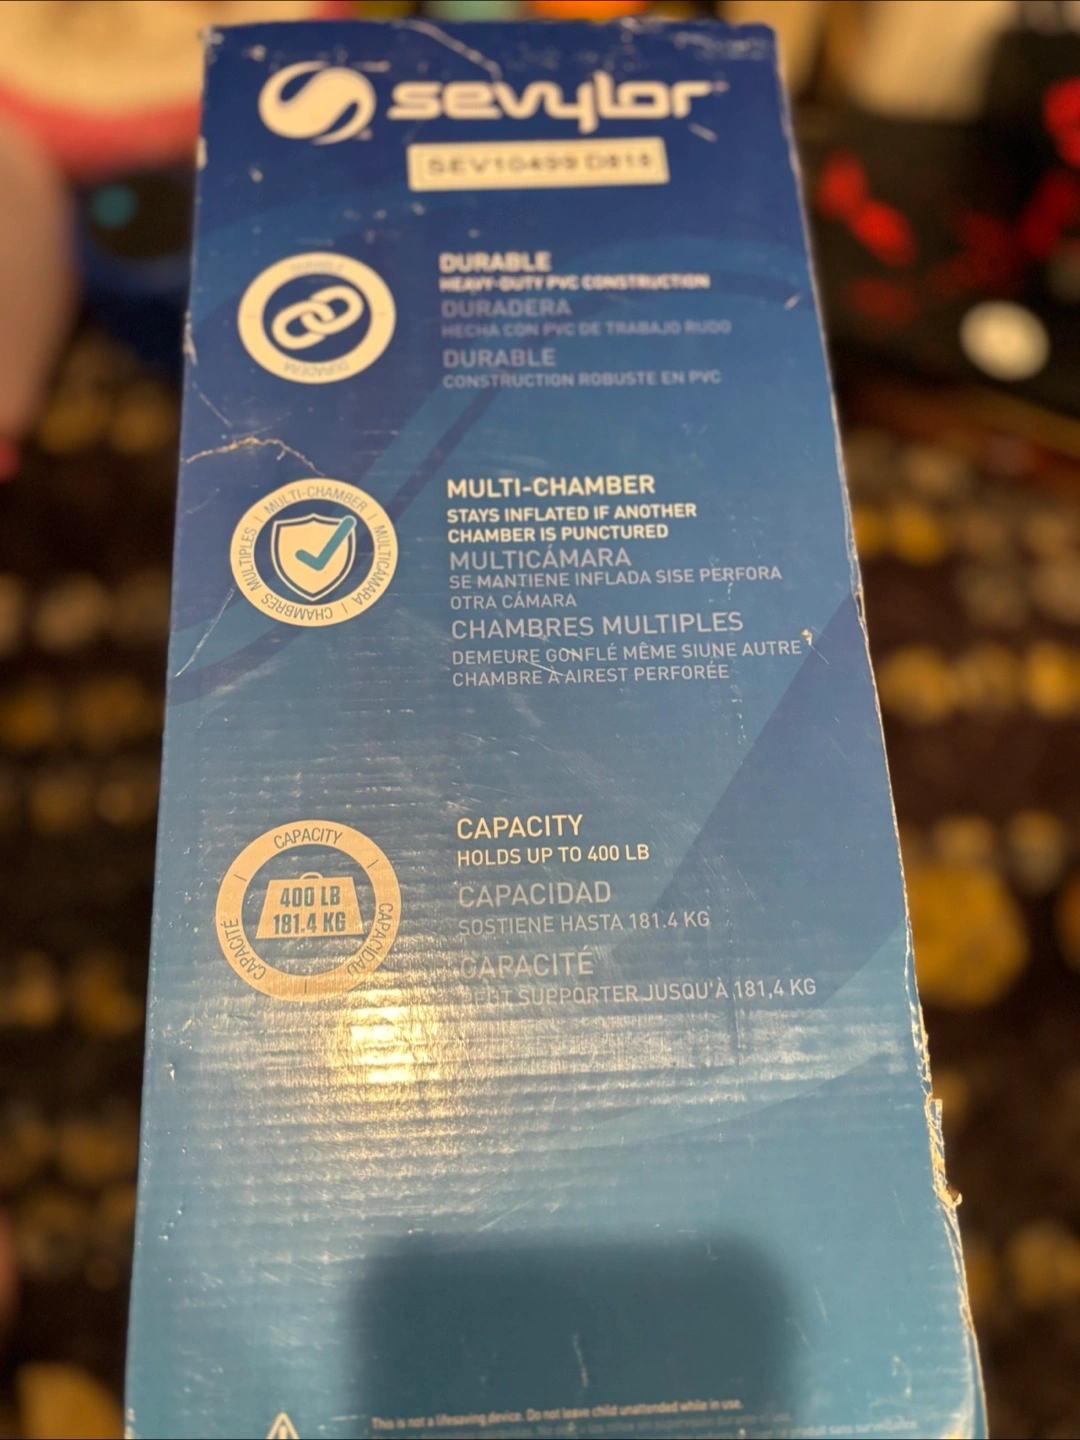 sevylor
DURABLE
HEAVY-DUTY PVC CONSTRUCTION
DURADERA
HECHA CON PVC DE TRABAJO RUDO
DURABLE
CONSTRUCTION ROBUSTE EN PVC
DURADERA
MULTI-CHAMBER | MULTICÁMARA | CHAMBRES MULTIPLES |
MULTI-CHAMBER
STAYS INFLATED IF ANOTHER
CHAMBER IS PUNCTURED
MULTICÁMARA
SE MANTIENE INFLADA SISE PERFORA
OTRA CÁMARA
CHAMBRES MULTIPLES
DEMEURE GONFLÉ MÊME SIUNE AUTRE
CHAMBRE À AIREST PERFORÉE
CAPACITY | CAPACIDAD | CAPACITÉ |
400 LB
181.4 KG
CAPACITY
HOLDS UP TO 400 LB
CAPACIDAD
SOSTIENE HASTA 181.4 KG
CAPACITÉ
PEUT SUPPORTER JUSQU'À 181,4 KG
This is not a lifesaving device. Do not leave child unattended while in use.